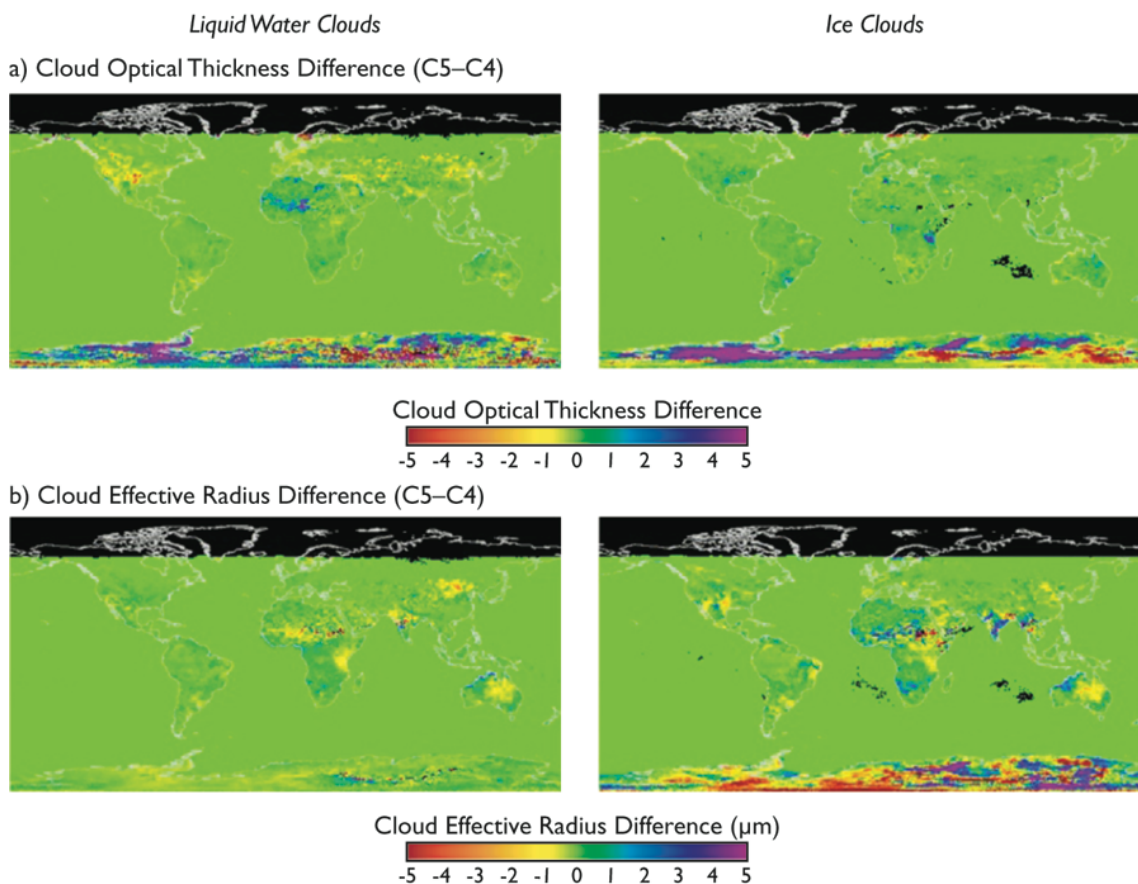 Liquid Water Clouds
Ice Clouds
a) Cloud Optical Thickness Difference (C5–C4)
Cloud Optical Thickness Difference
-5 -4 -3 -2 -1 0 1 2 3 4 5
b) Cloud Effective Radius Difference (C5–C4)
Cloud Effective Radius Difference (µm)
-5 -4 -3 -2 -1 0 1 2 3 4 5